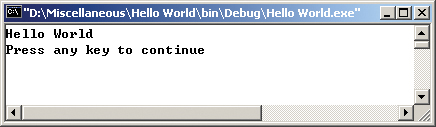 "D:\Miscellaneous\Hello World\bin\Debug\Hello World.exe"
Hello World
Press any key to continue